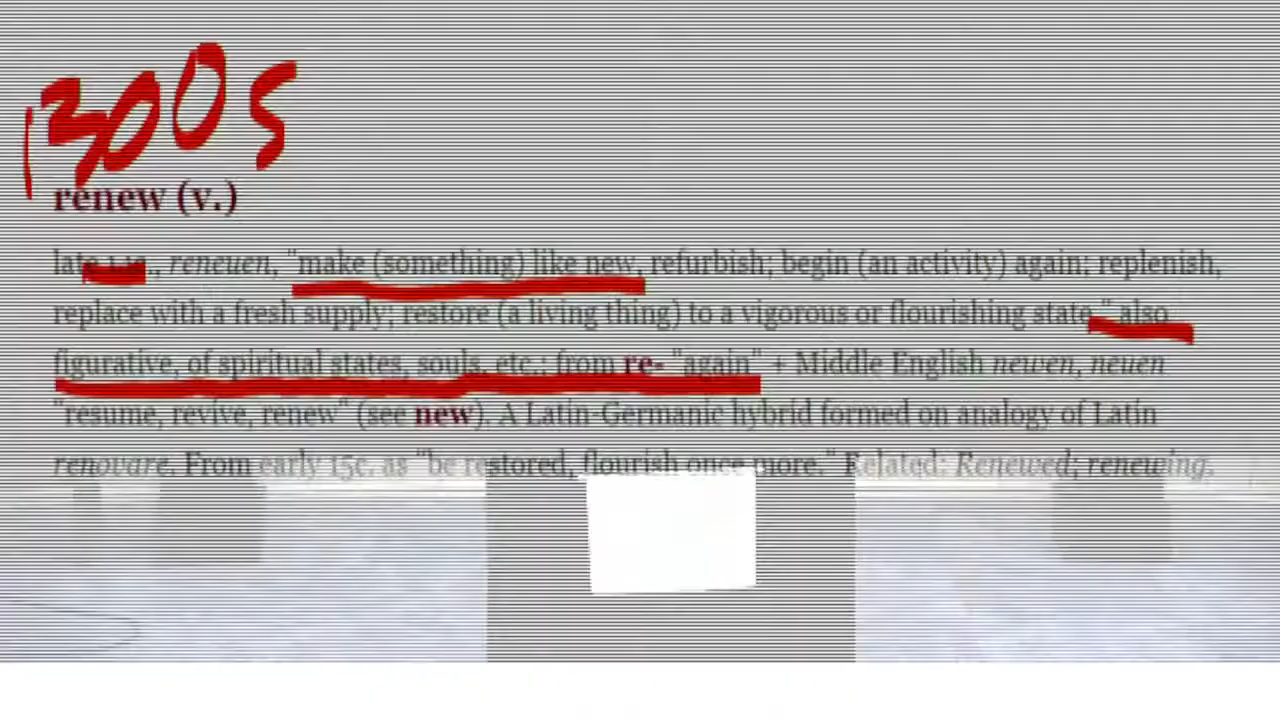 1300s
renew (v.)
late 14c., reneuen, "make (something) like new, refurbish; begin (an activity) again; replenish,
replace with a fresh supply; restore (a living thing) to a vigorous or flourishing state," also
figurative, of spiritual states, souls, etc.; from re- "again" + Middle English newen, neuen
"resume, revive, renew" (see new). A Latin-Germanic hybrid formed on analogy of Latin
renovare. From early 15c. as "be restored, flourish once more." Related: Renewed; renewing.